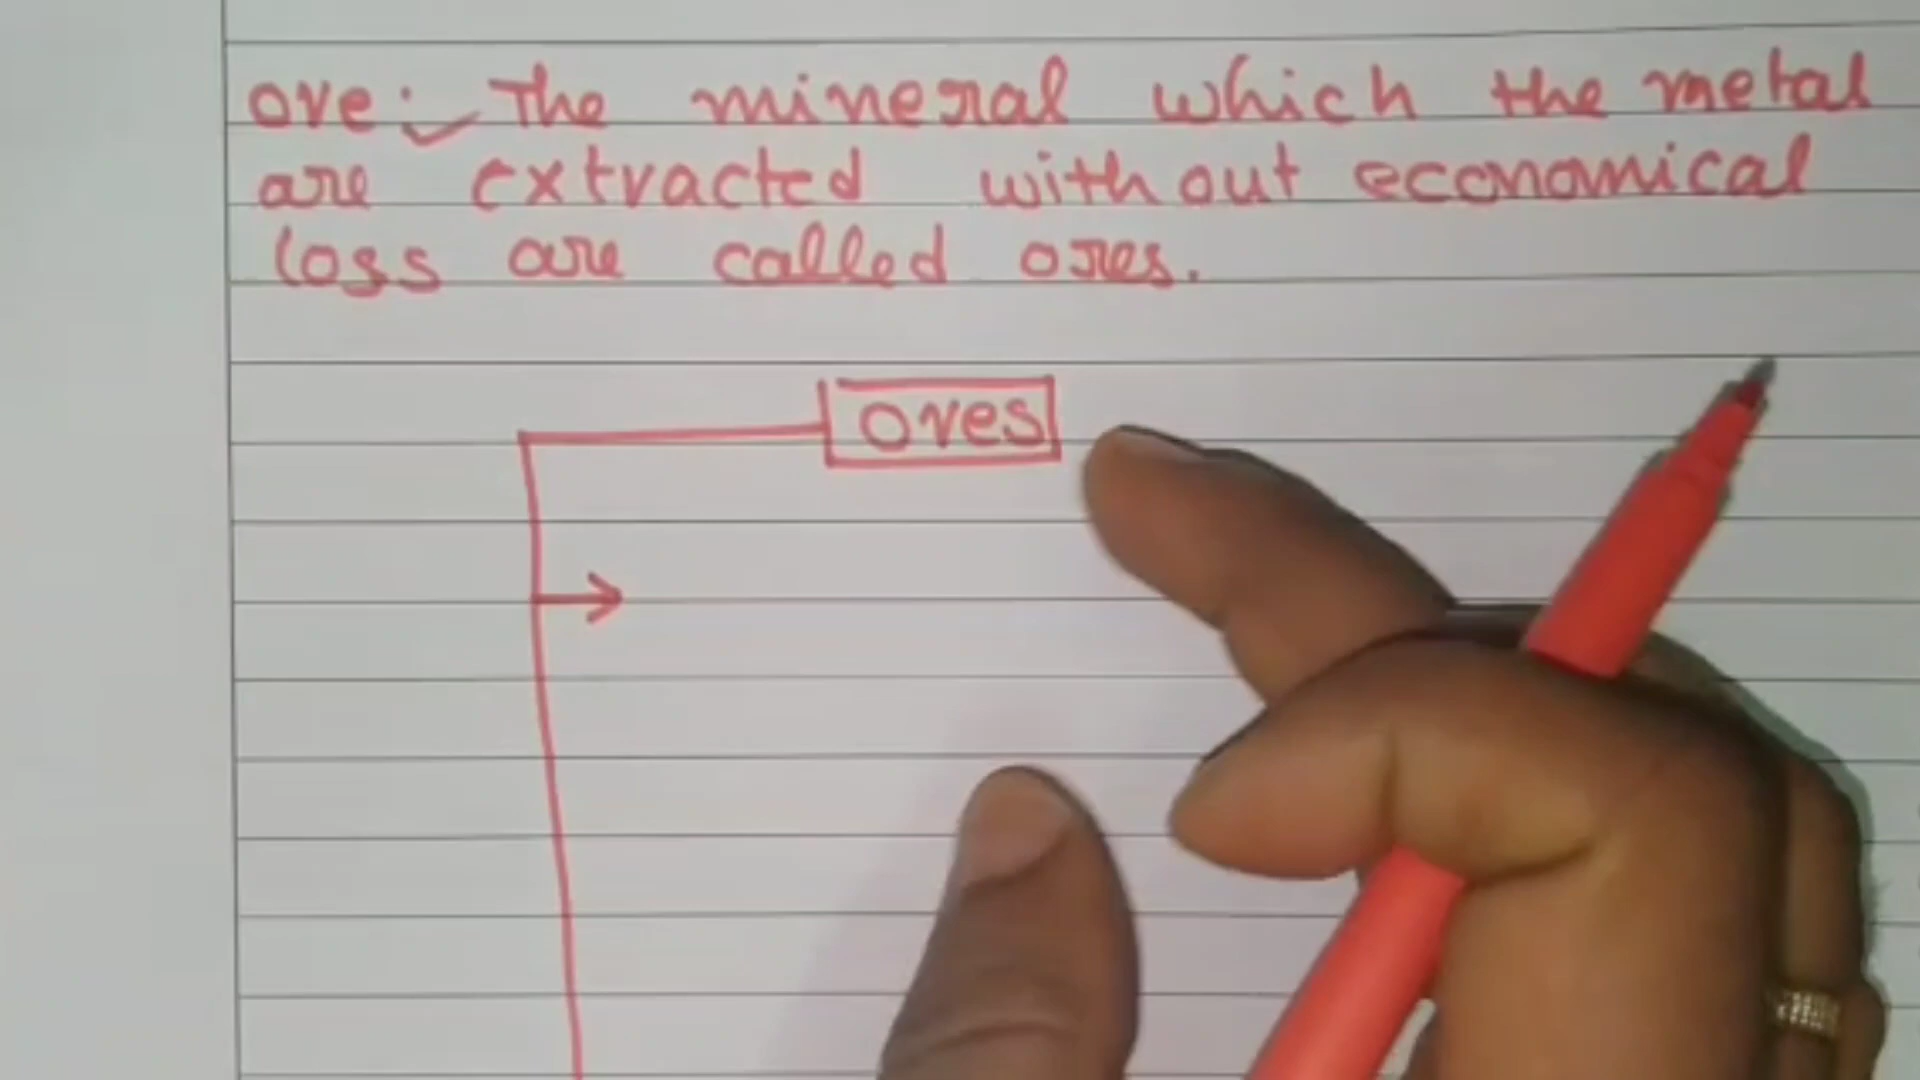 ore :- The mineral which the metal
are extracted without economical
loss are called ores.
ores